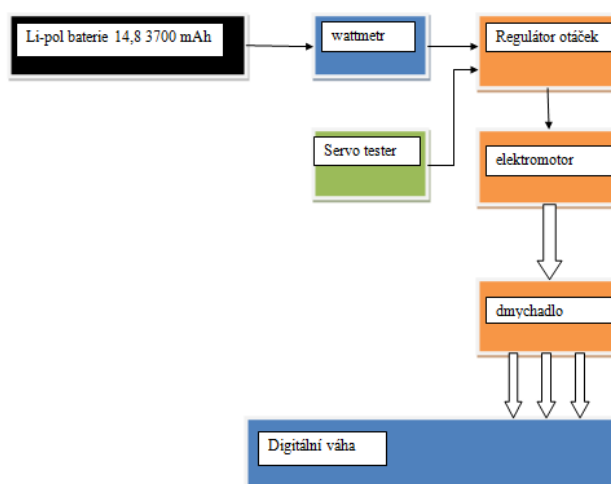 Li-pol baterie 14,8 3700 mAh
wattmetr
Regulátor otáček
Servo tester
elektromotor
dmychadlo
Digitální váha